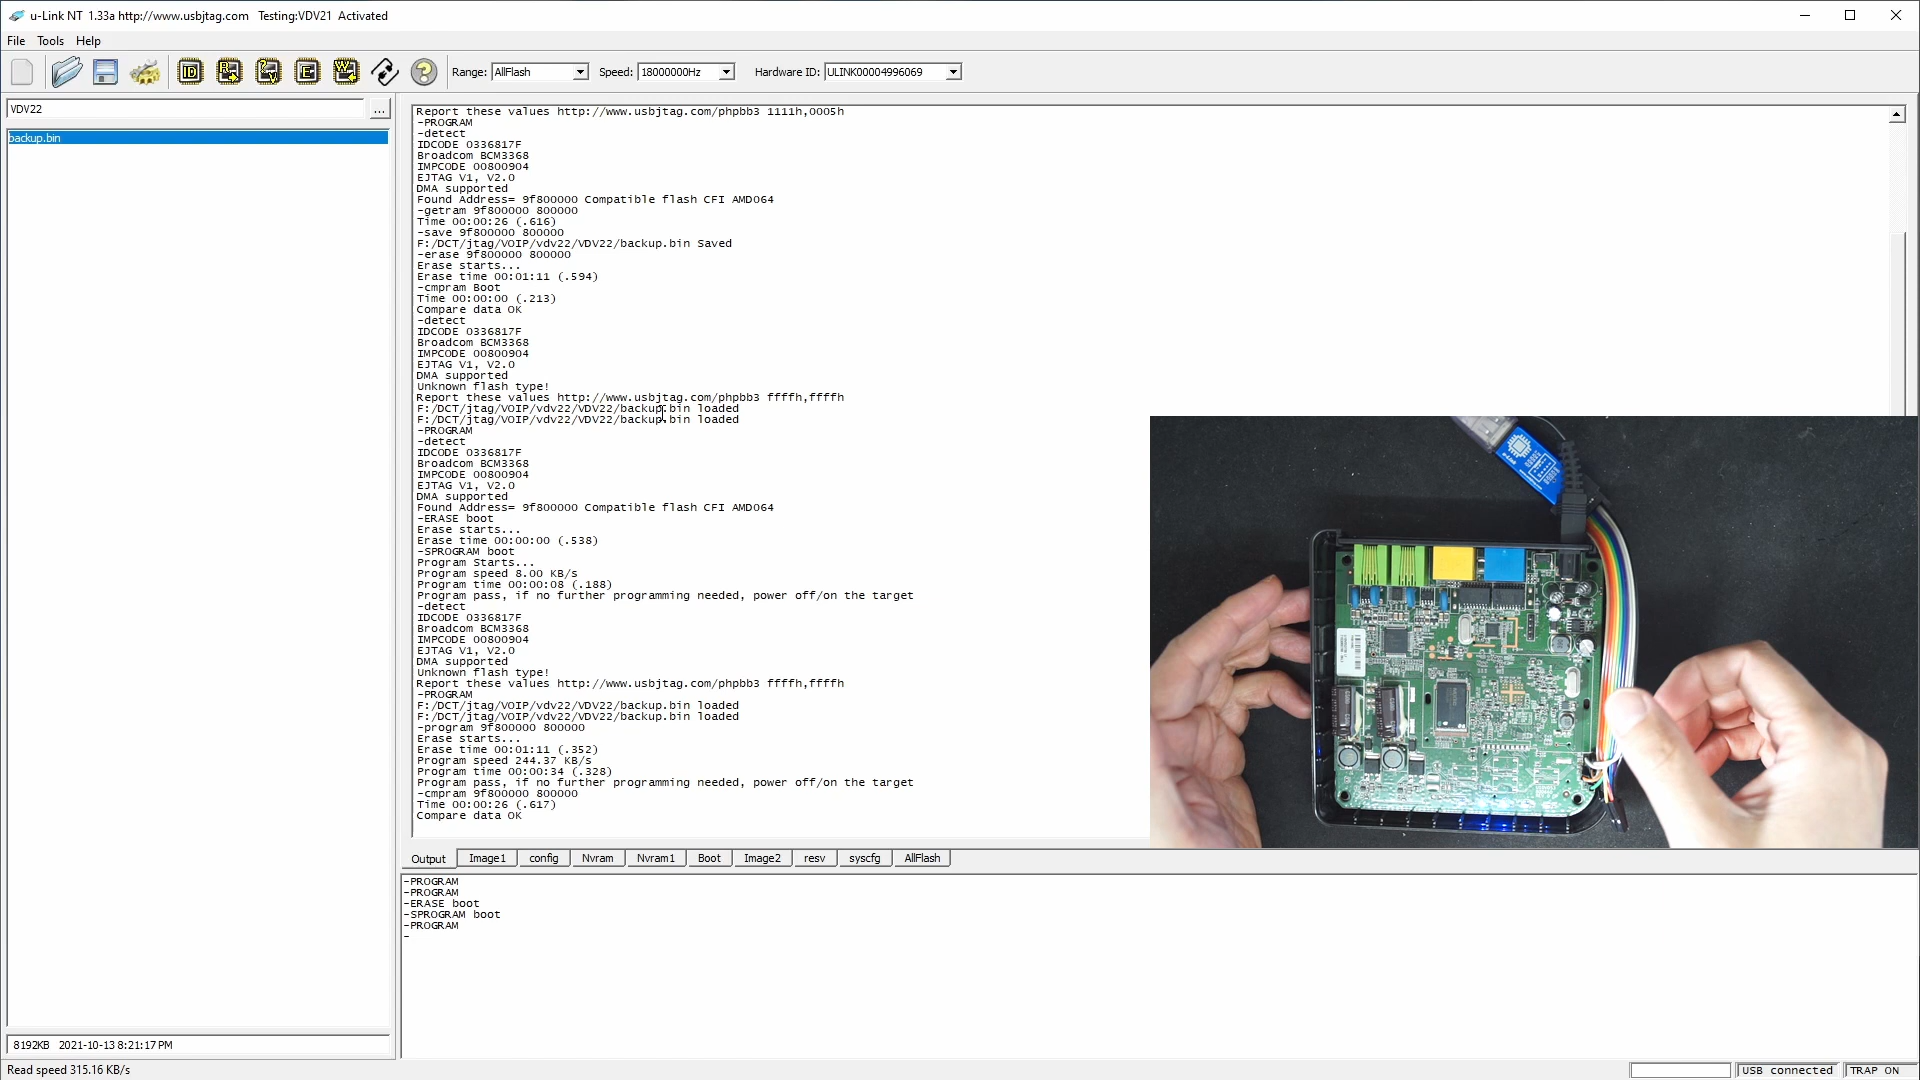 u-Link NT 1.33a http://www.usbjtag.com Testing:VDV21 Activated
File Tools Help
ID R V E W ? Range: AllFlash Speed: 18000000Hz Hardware ID: ULINK00004996069
VDV22 ...
backup.bin
Report these values http://www.usbjtag.com/phpbb3 1111h,0005h
-PROGRAM
-detect
IDCODE 0336817F
Broadcom BCM3368
IMPCODE 00800904
EJTAG V1, V2.0
DMA supported
Found Address= 9f800000 Compatible flash CFI AMD064
-getram 9f800000 800000
Time 00:00:26 (.616)
-save 9f800000 800000
F:/DCT/jtag/VOIP/vdv22/VDV22/backup.bin Saved
-erase 9f800000 800000
Erase starts...
Erase time 00:01:11 (.594)
-cmpram Boot
Time 00:00:00 (.213)
Compare data OK
-detect
IDCODE 0336817F
Broadcom BCM3368
IMPCODE 00800904
EJTAG V1, V2.0
DMA supported
Unknown flash type!
Report these values http://www.usbjtag.com/phpbb3 ffffh,ffffh
F:/DCT/jtag/VOIP/vdv22/VDV22/backup.bin loaded
F:/DCT/jtag/VOIP/vdv22/VDV22/backup.bin loaded
-PROGRAM
-detect
IDCODE 0336817F
Broadcom BCM3368
IMPCODE 00800904
EJTAG V1, V2.0
DMA supported
Found Address= 9f800000 Compatible flash CFI AMD064
-ERASE boot
Erase starts...
Erase time 00:00:00 (.538)
-SPROGRAM boot
Program Starts...
Program speed 8.00 KB/s
Program time 00:00:08 (.188)
Program pass, if no further programming needed, power off/on the target
-detect
IDCODE 0336817F
Broadcom BCM3368
IMPCODE 00800904
EJTAG V1, V2.0
DMA supported
Unknown flash type!
Report these values http://www.usbjtag.com/phpbb3 ffffh,ffffh
-PROGRAM
F:/DCT/jtag/VOIP/vdv22/VDV22/backup.bin loaded
F:/DCT/jtag/VOIP/vdv22/VDV22/backup.bin loaded
-program 9f800000 800000
Erase starts...
Erase time 00:01:11 (.352)
Program speed 244.37 KB/s
Program time 00:00:34 (.328)
Program pass, if no further programming needed, power off/on the target
-cmpram 9f800000 800000
Time 00:00:26 (.617)
Compare data OK
Output Image1 config Nvram Nvram1 Boot Image2 resv syscfg AllFlash
-PROGRAM
-PROGRAM
-ERASE boot
-SPROGRAM boot
-PROGRAM
-
8192KB 2021-10-13 8:21:17 PM
Read speed 315.16 KB/s USB connected TRAP ON